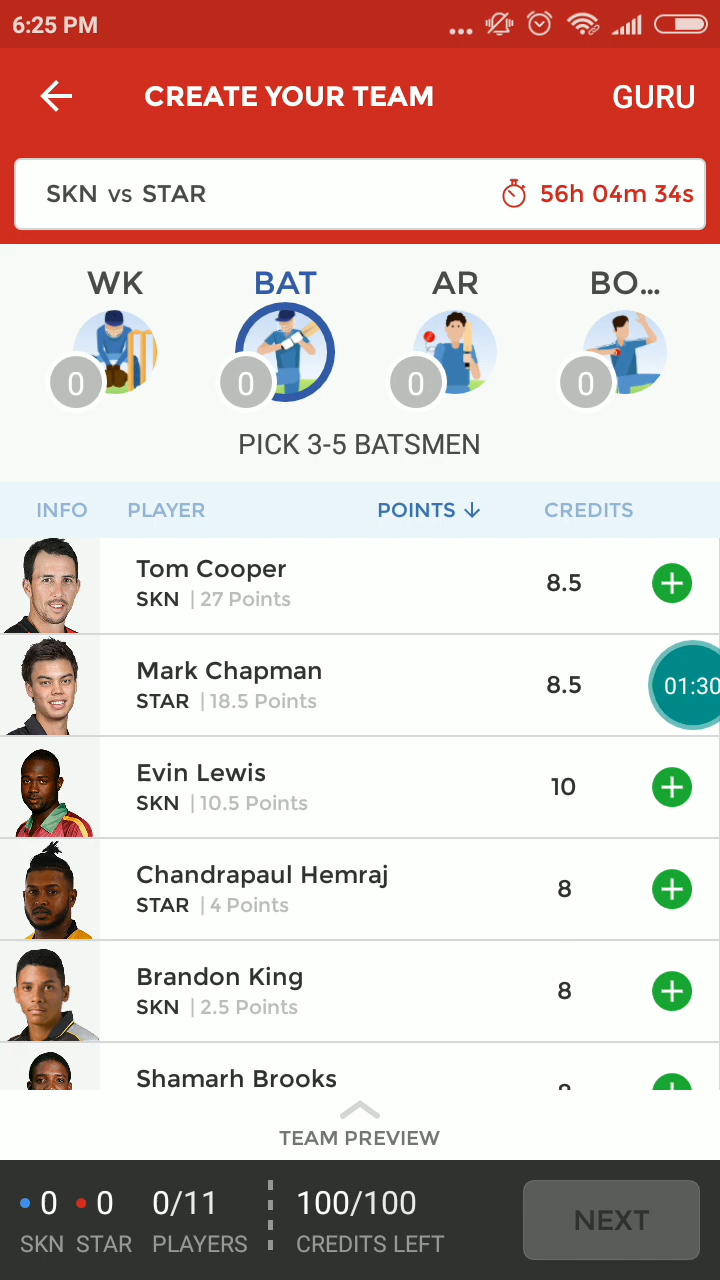 6:25 PM
CREATE YOUR TEAM
GURU
SKN vs STAR
56h 04m 34s
WK
BAT
AR
BO...
0
0
0
0
PICK 3-5 BATSMEN
INFO
PLAYER
POINTS
CREDITS
Tom Cooper
SKN | 27 Points
8.5
Mark Chapman
STAR | 18.5 Points
8.5
01:30
Evin Lewis
SKN | 10.5 Points
10
Chandrapaul Hemraj
STAR | 4 Points
8
Brandon King
SKN | 2.5 Points
8
Shamarh Brooks
TEAM PREVIEW
0 0 0/11 100/100
SKN STAR PLAYERS CREDITS LEFT
NEXT